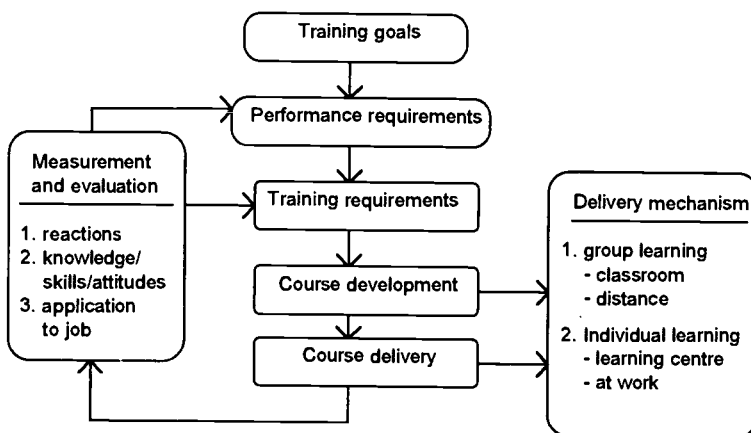 Training goals
Performance requirements
Measurement
and evaluation
1. reactions
2. knowledge/
skills/attitudes
3. application
to job
Training requirements
Course development
Course delivery
Delivery mechanism
1. group learning
- classroom
- distance
2. Individual learning
- learning centre
- at work